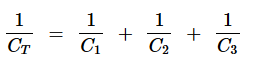 1/C_T = 1/C_1 + 1/C_2 + 1/C_3